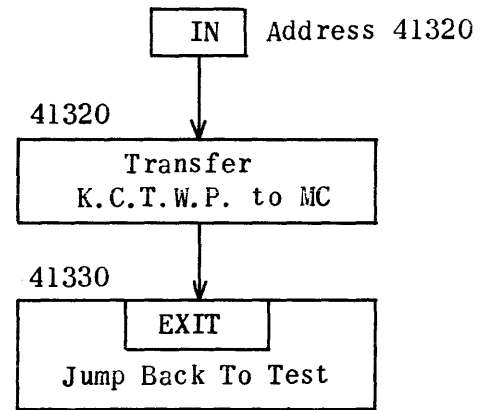 IN Address 41320
41320
Transfer
K.C.T.W.P. to MC
41330
EXIT
Jump Back To Test